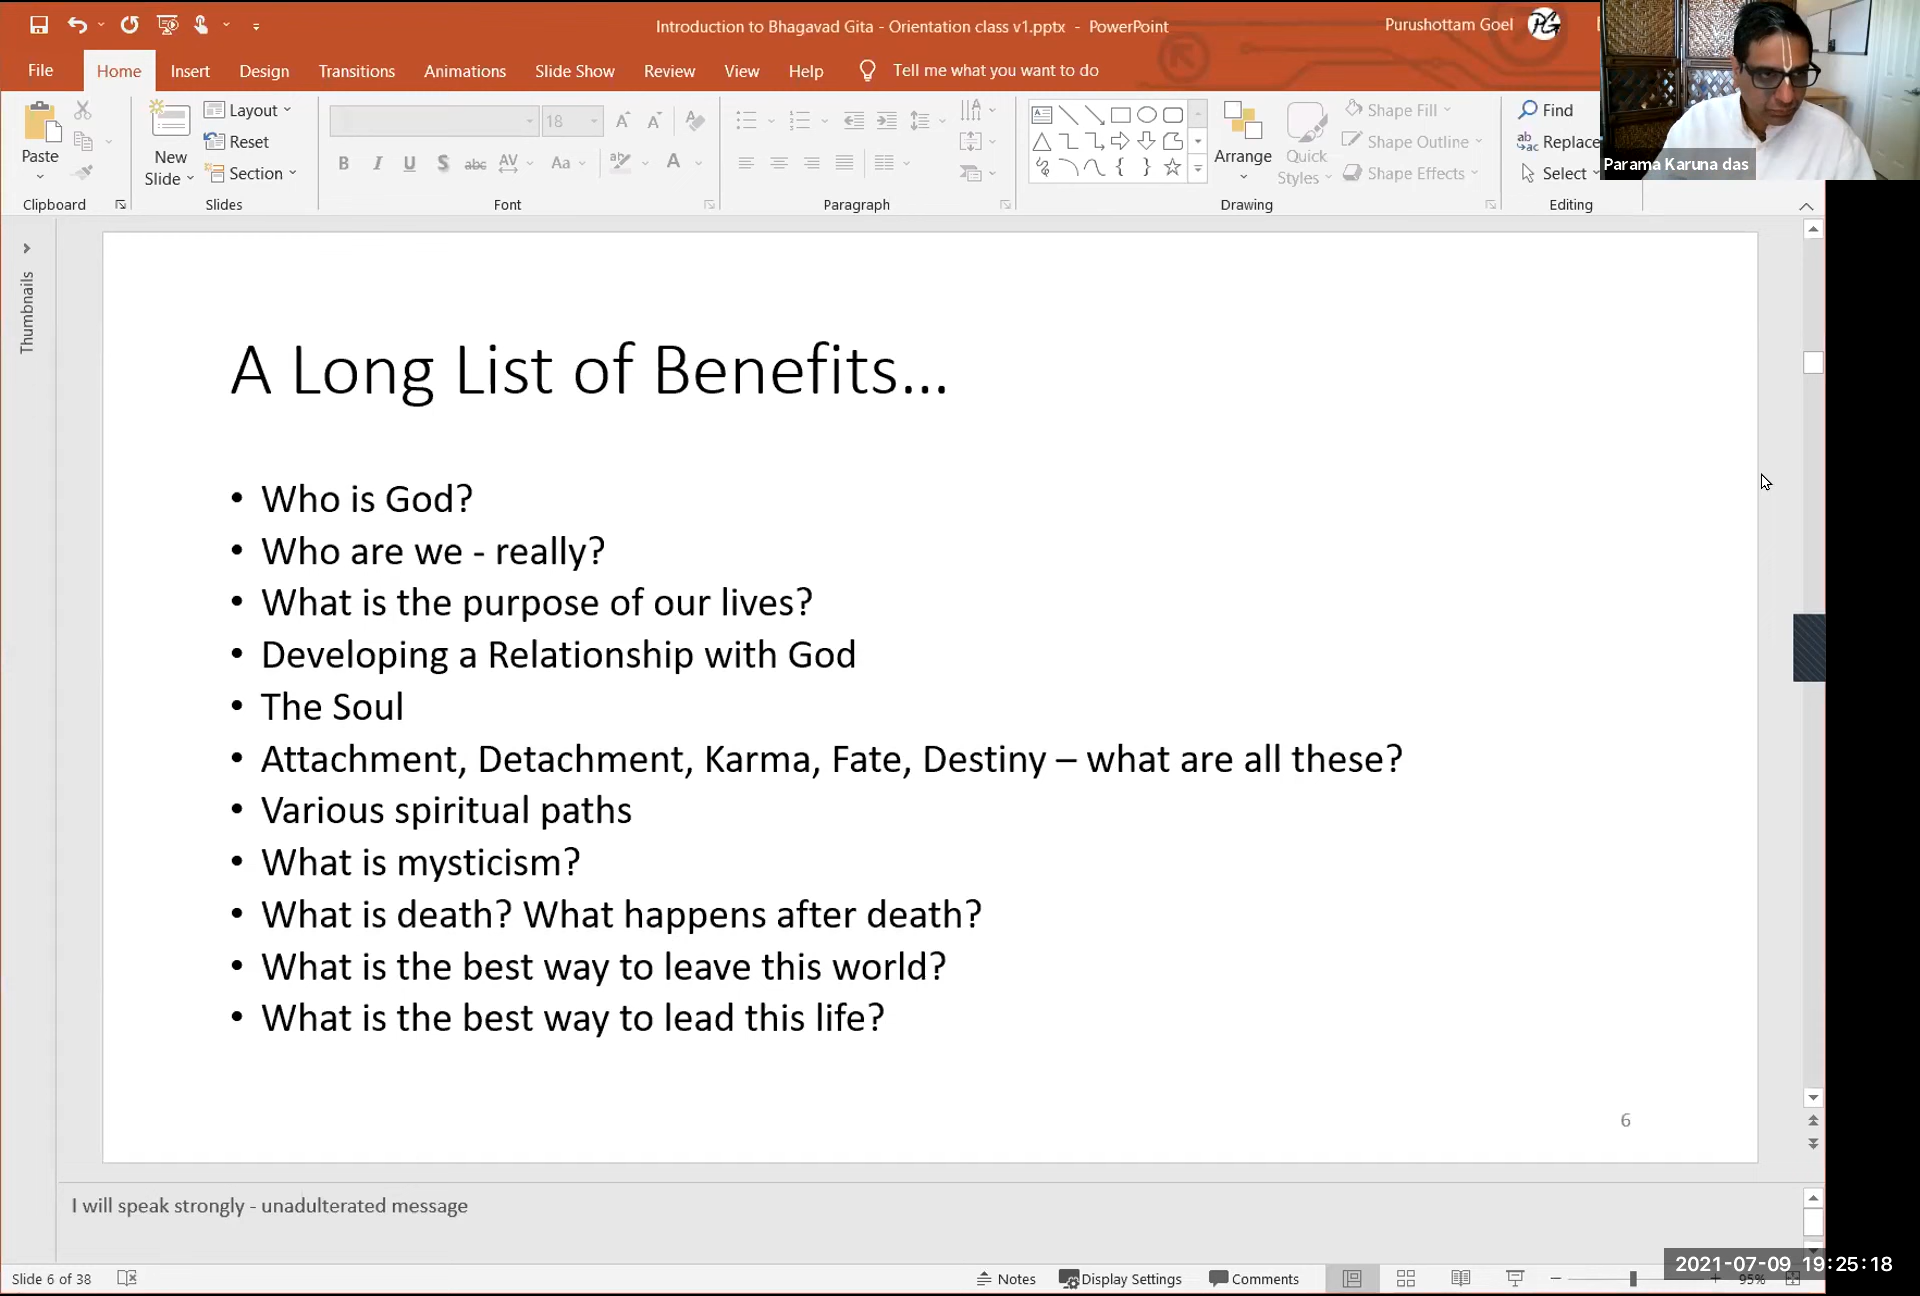 Introduction to Bhagavad Gita - Orientation class v1.pptx - PowerPoint
Purushottam Goel
PG
File Home Insert Design Transitions Animations Slide Show Review View Help Tell me what you want to do
Paste
Clipboard
New Slide
Layout
Reset
Section
Slides
18
B I U S abc AV Aa A
Font
Paragraph
Arrange
Quick Styles
Shape Fill
Shape Outline
Shape Effects
Drawing
Find
Replace
Select
Editing
Parama Karuna das
Thumbnails
A Long List of Benefits...
• Who is God?
• Who are we - really?
• What is the purpose of our lives?
• Developing a Relationship with God
• The Soul
• Attachment, Detachment, Karma, Fate, Destiny – what are all these?
• Various spiritual paths
• What is mysticism?
• What is death? What happens after death?
• What is the best way to leave this world?
• What is the best way to lead this life?
6
I will speak strongly - unadulterated message
Slide 6 of 38
Notes Display Settings Comments
95%
2021-07-09 19:25:18